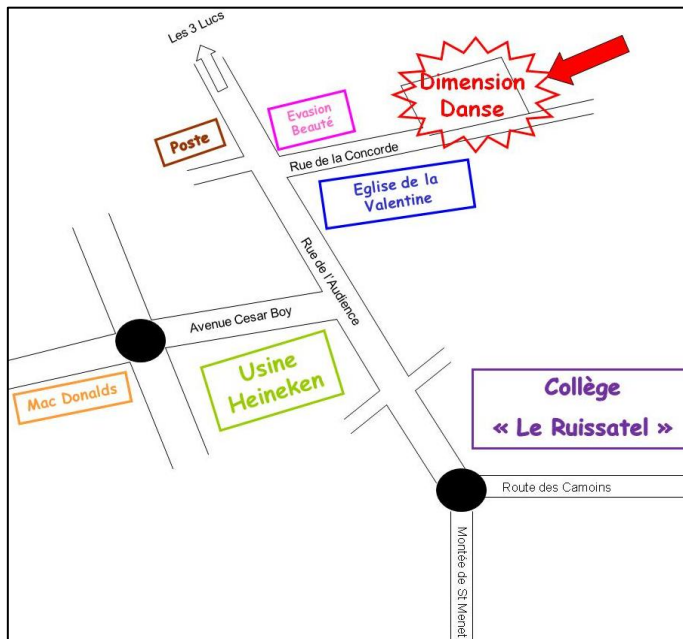 Les 3 Lucs
Dimension
Danse
Evasion
Beauté
Poste
Rue de la Concorde
Eglise de la
Valentine
Rue de l'Audience
Avenue Cesar Boy
Usine
Heineken
Mac Donalds
Collège
« Le Ruissatel »
Route des Camoins
Montée de St Menet